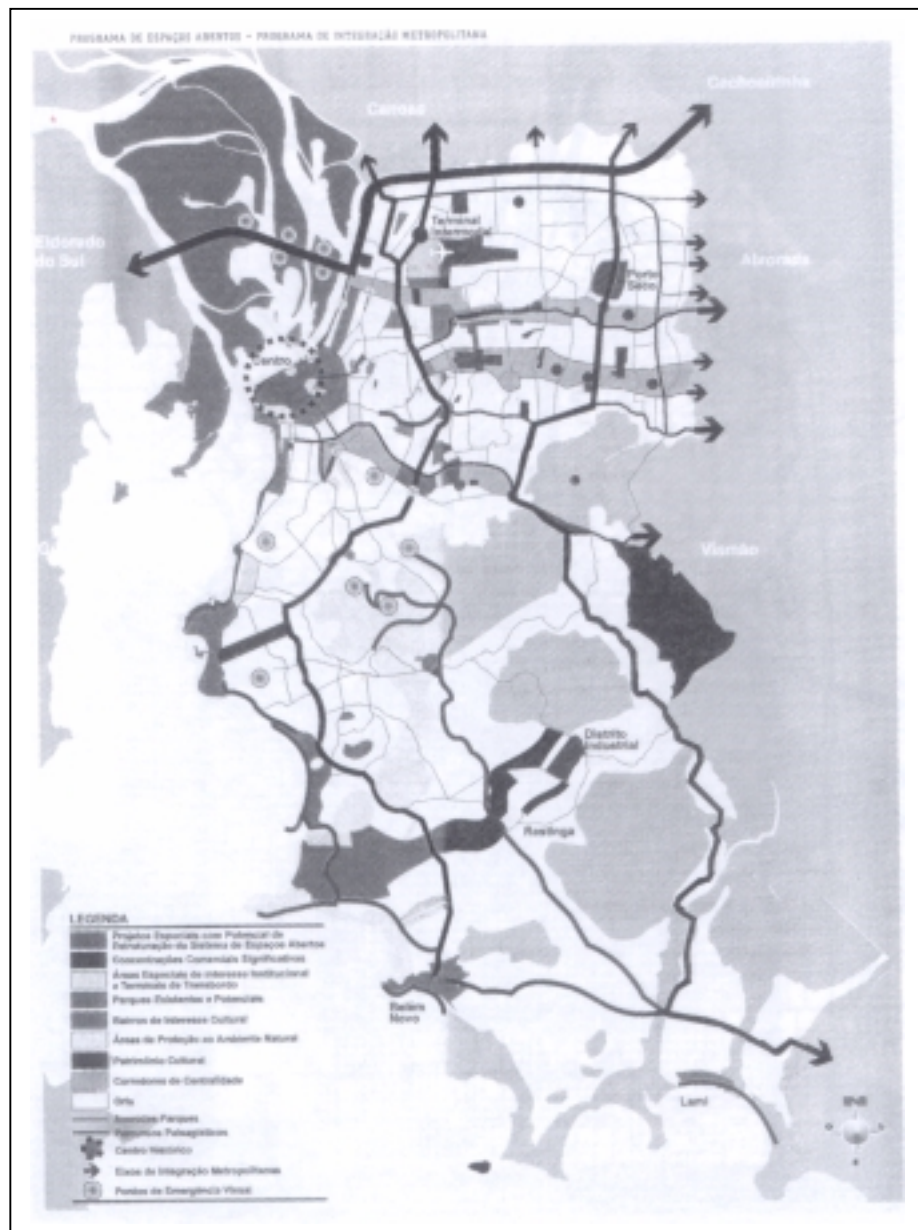 PROGRAMA DE ESPAÇO ABERTOS – PROGRAMA DE INTEGRAÇÃO METROPOLITANA
Cachoeirinha
Canoas
Eldorado
do Sul
Terminal
Intermodal
Alvorada
Porto
Seco
Centro
Viamão
Distrito
Industrial
Restinga
Belém
Novo
Lami
LEGENDA
Projetos Especiais com Potencial de
Estruturação do Sistema de Espaços Abertos
Concentrações Comerciais Significativas
Áreas Especiais de Interesse Institucional
e Terminais de Transbordo
Parques Existentes e Potenciais
Bairros de Interesse Cultural
Áreas de Proteção ao Ambiente Natural
Patrimônio Cultural
Corredores de Centralidade
Orla
Avenidas Parques
Percursos Paisagísticos
Centro Histórico
Eixos de Integração Metropolitanos
Pontos de Emergência Visual